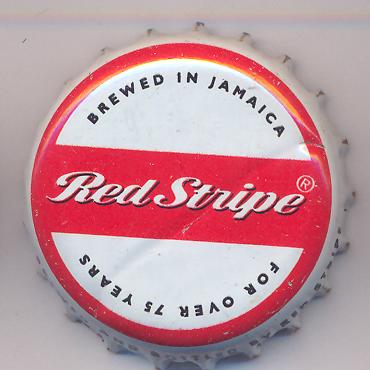 BREWED IN JAMAICA
Red Stripe®
FOR OVER 75 YEARS